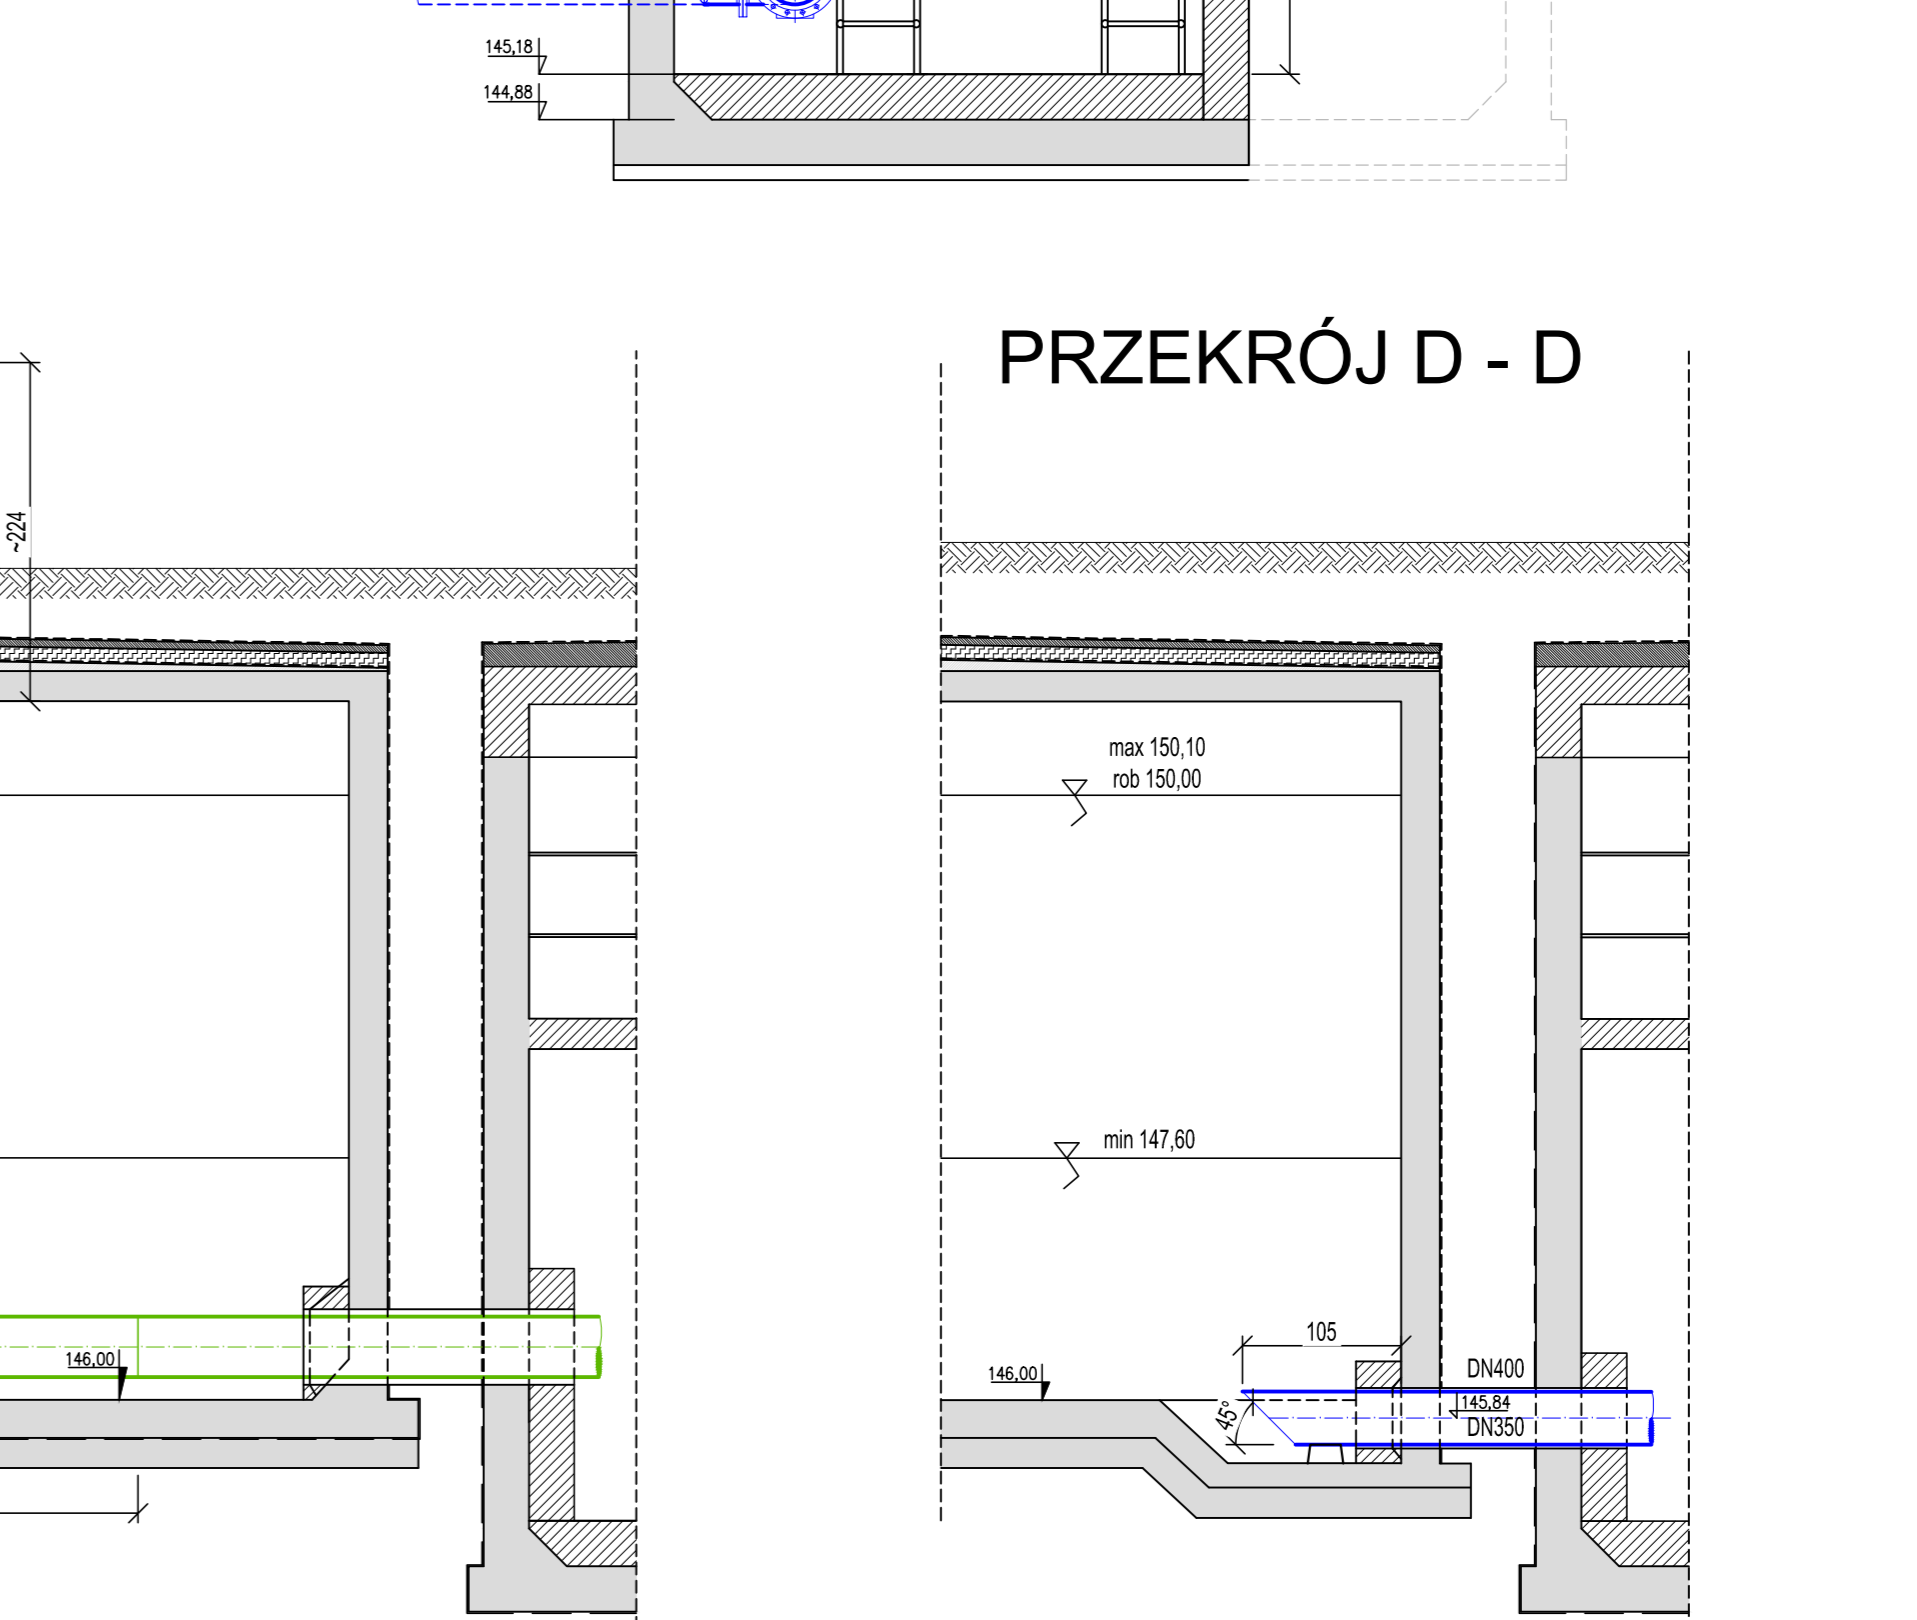 145,18
144,88
PRZEKRÓJ D - D
~224
max 150,10
rob 150,00
min 147,60
105
146,00
146,00
DN400
145,84
45°
DN350